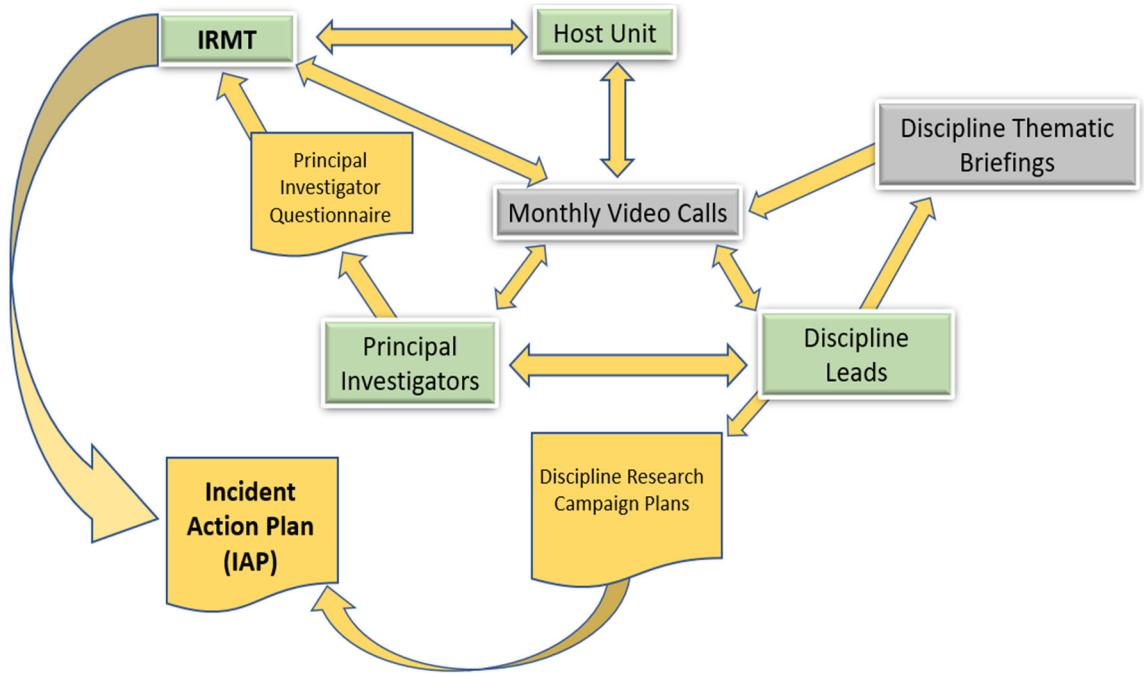 IRMT
Host Unit
Discipline Thematic
Briefings
Principal
Investigator
Questionnaire
Monthly Video Calls
Principal
Investigators
Discipline
Leads
Incident
Action Plan
(IAP)
Discipline Research
Campaign Plans